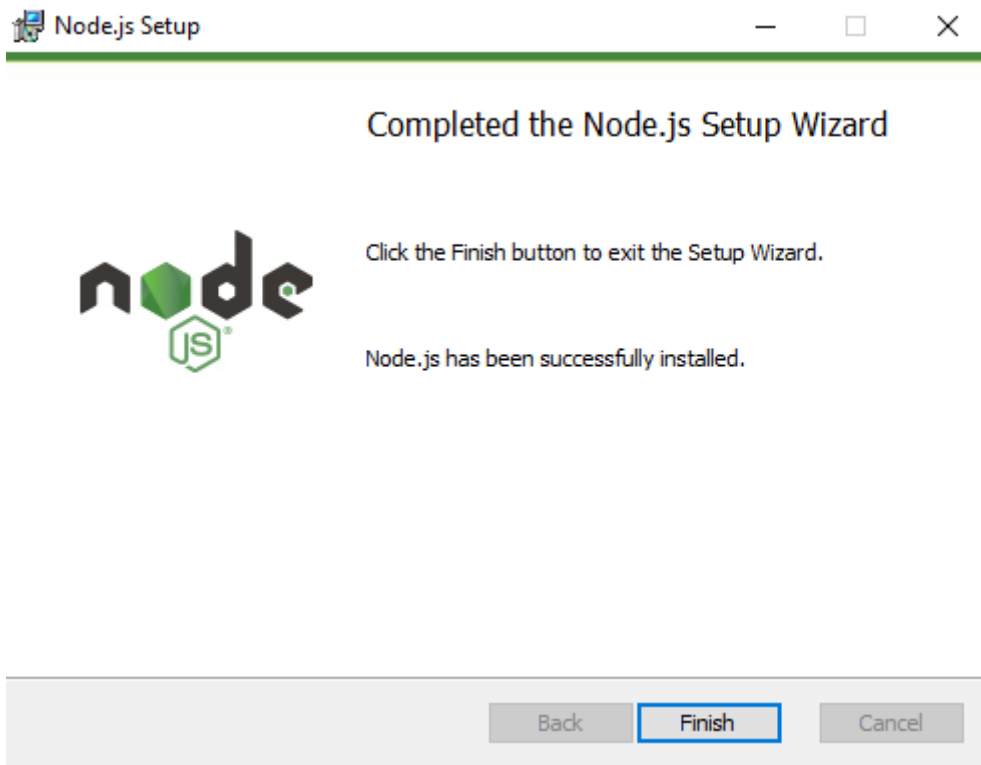 Node.js Setup
Completed the Node.js Setup Wizard
Click the Finish button to exit the Setup Wizard.
node
JS®
Node.js has been successfully installed.
Back Finish Cancel